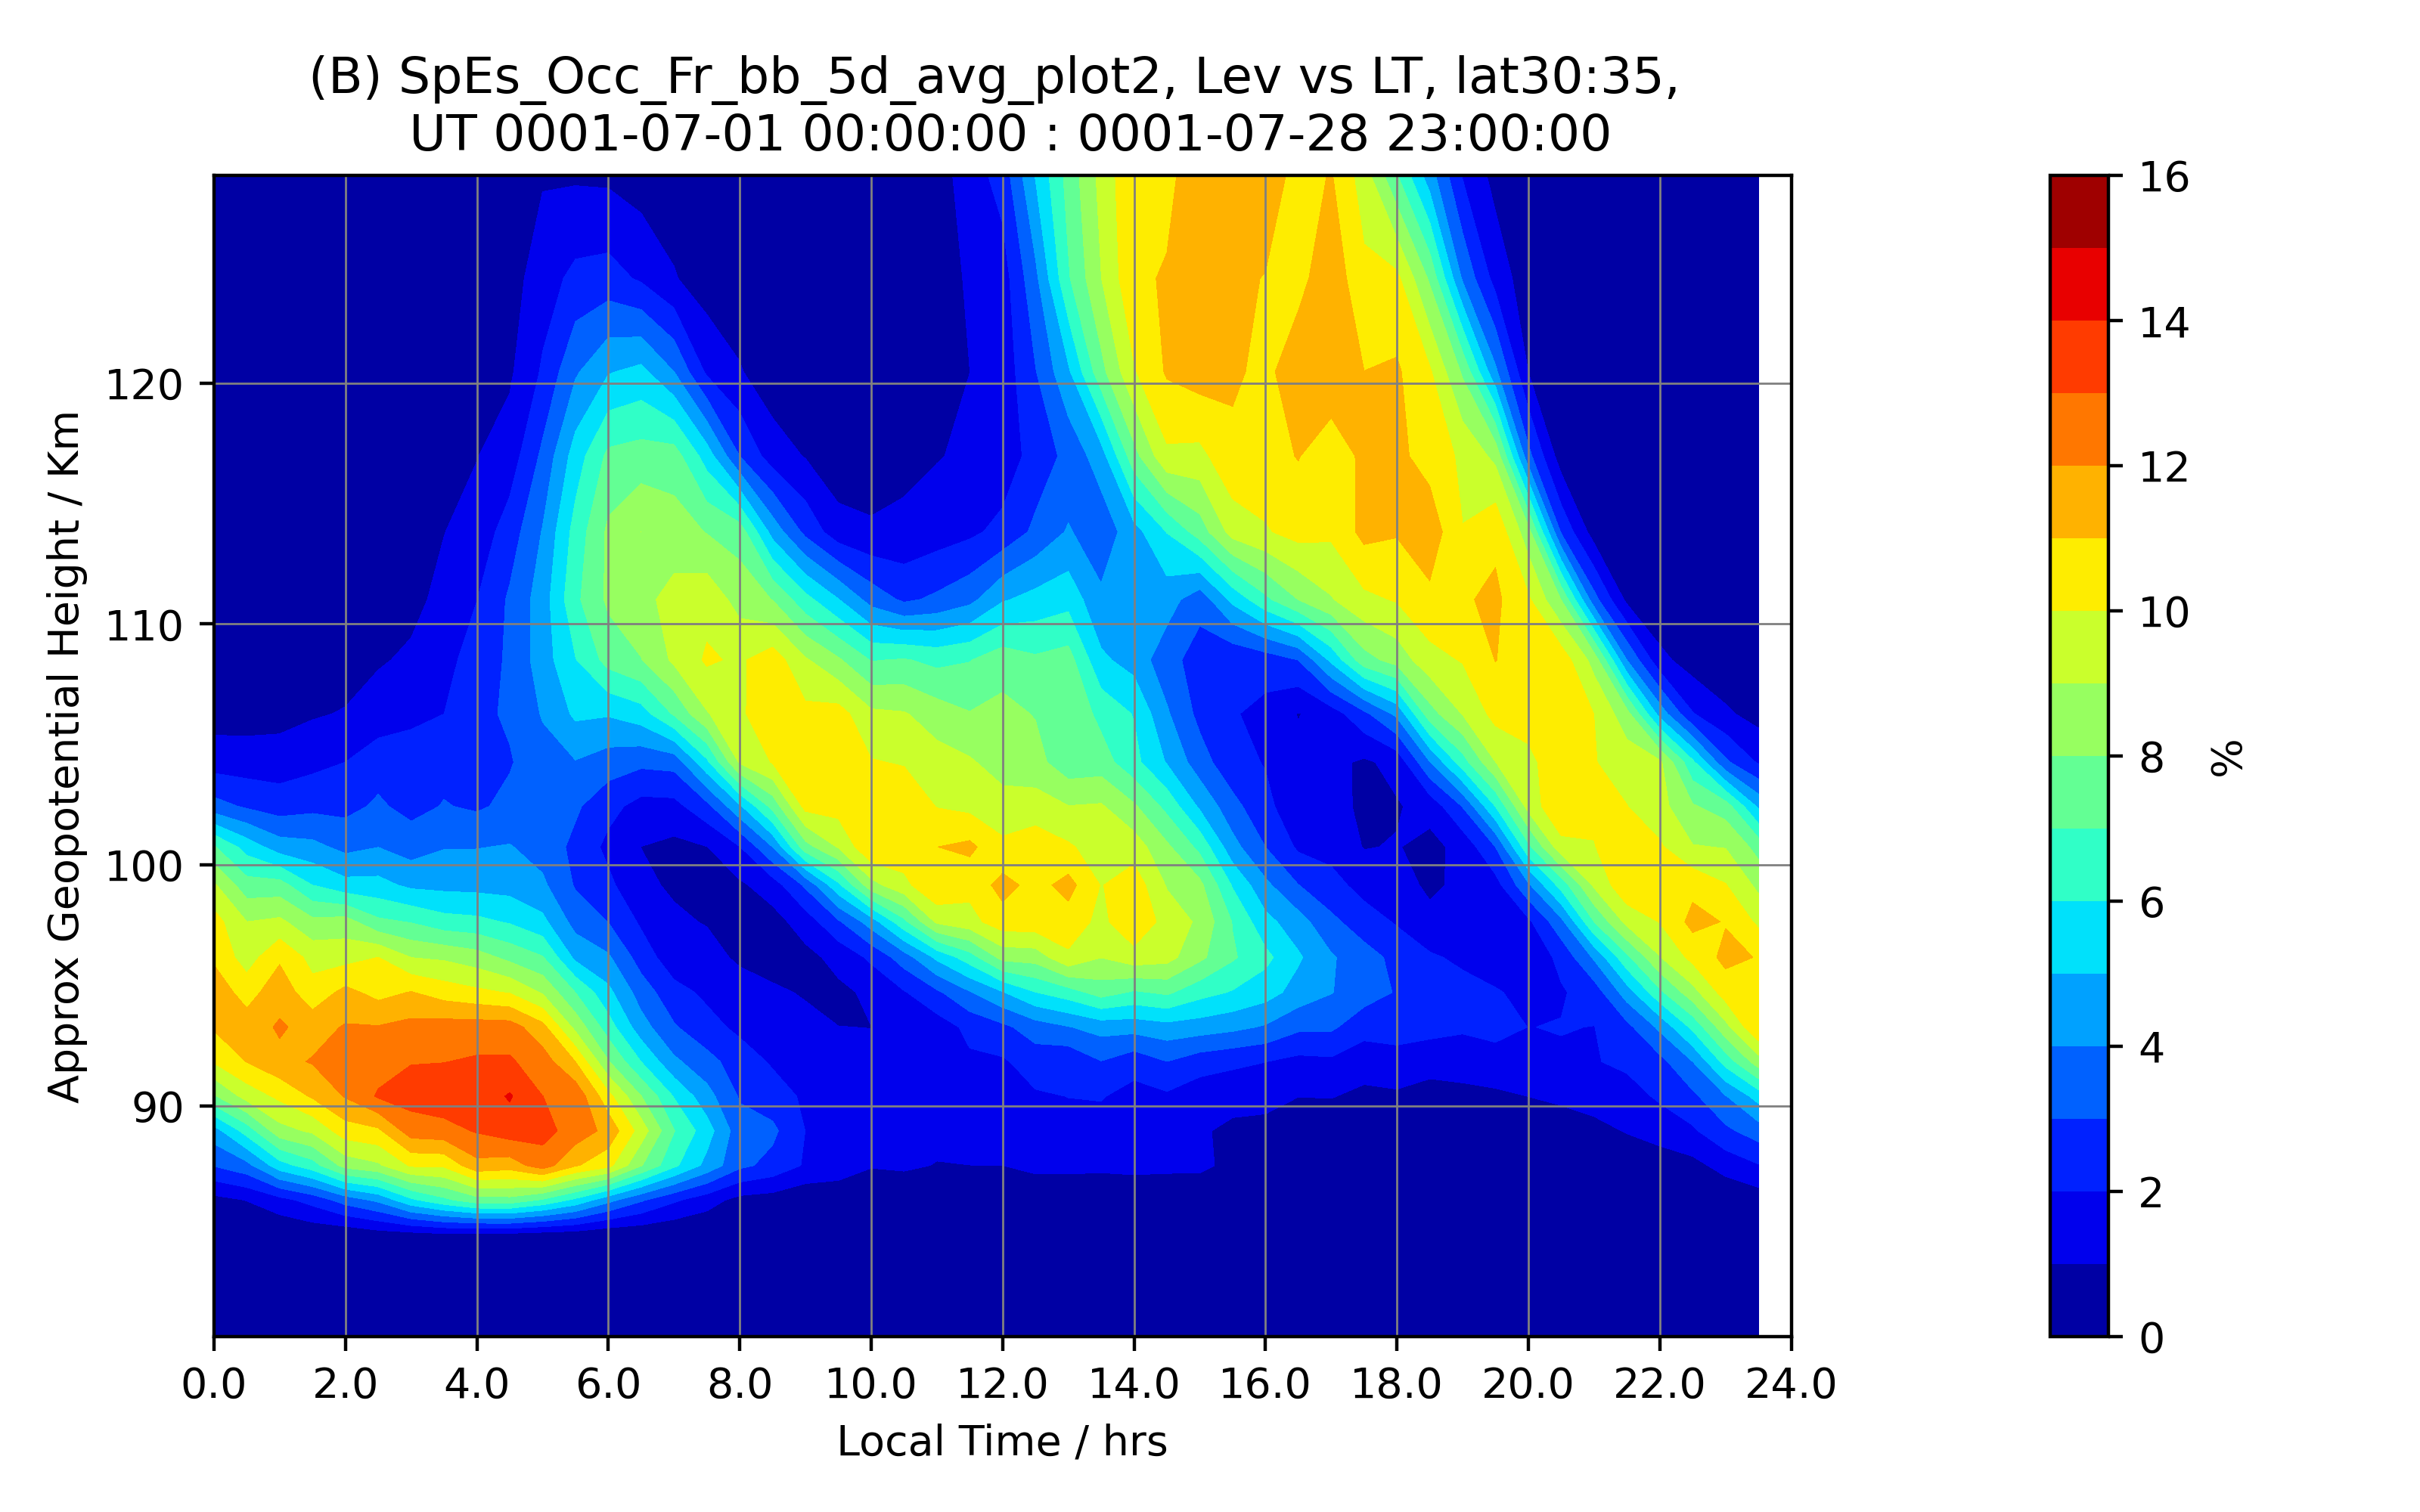 (B) SpEs_Occ_Fr_bb_5d_avg_plot2, Lev vs LT, lat30:35,
UT 0001-07-01 00:00:00 : 0001-07-28 23:00:00
Approx Geopotential Height / Km
120
110
100
90
0.0 2.0 4.0 6.0 8.0 10.0 12.0 14.0 16.0 18.0 20.0 22.0 24.0
Local Time / hrs
16
14
12
10
8
6
4
2
0
%